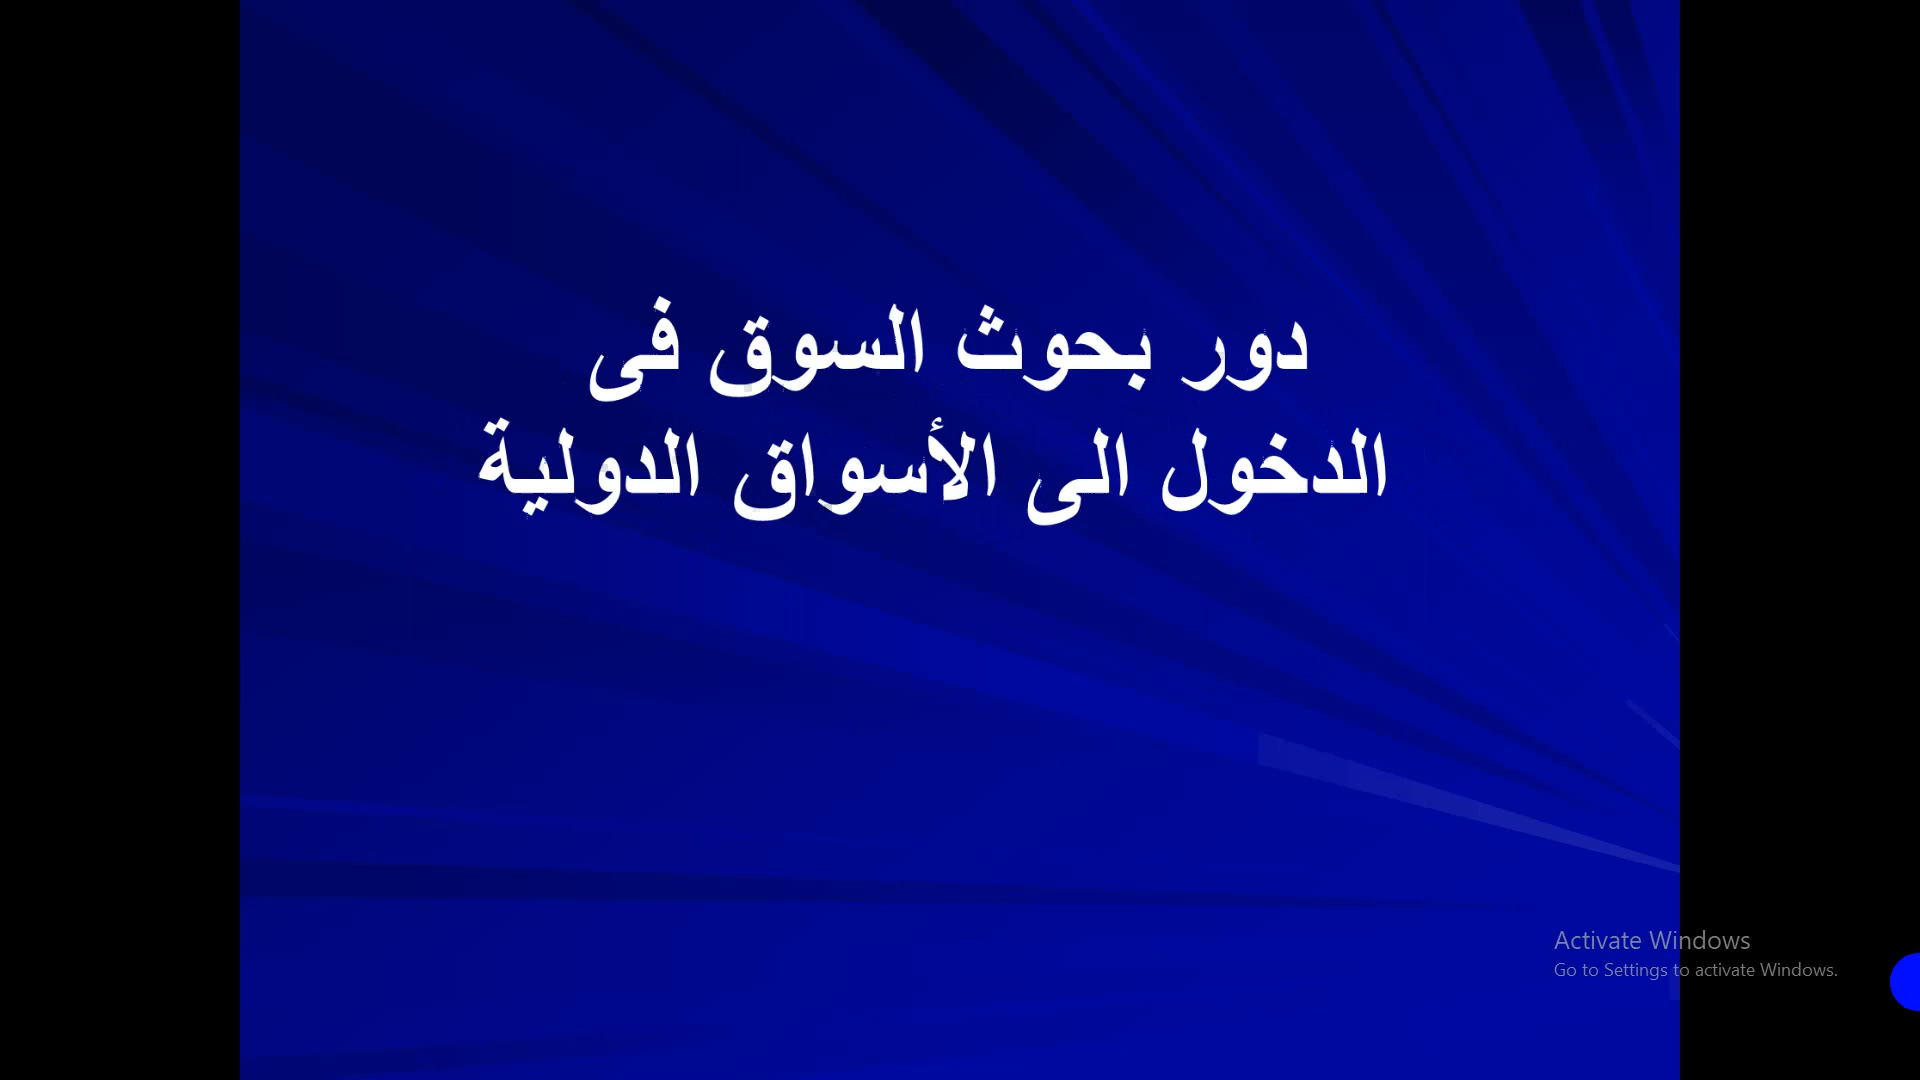 دور بحوث السوق فى
الدخول الى الأسواق الدولية
Activate Windows
Go to Settings to activate Windows.